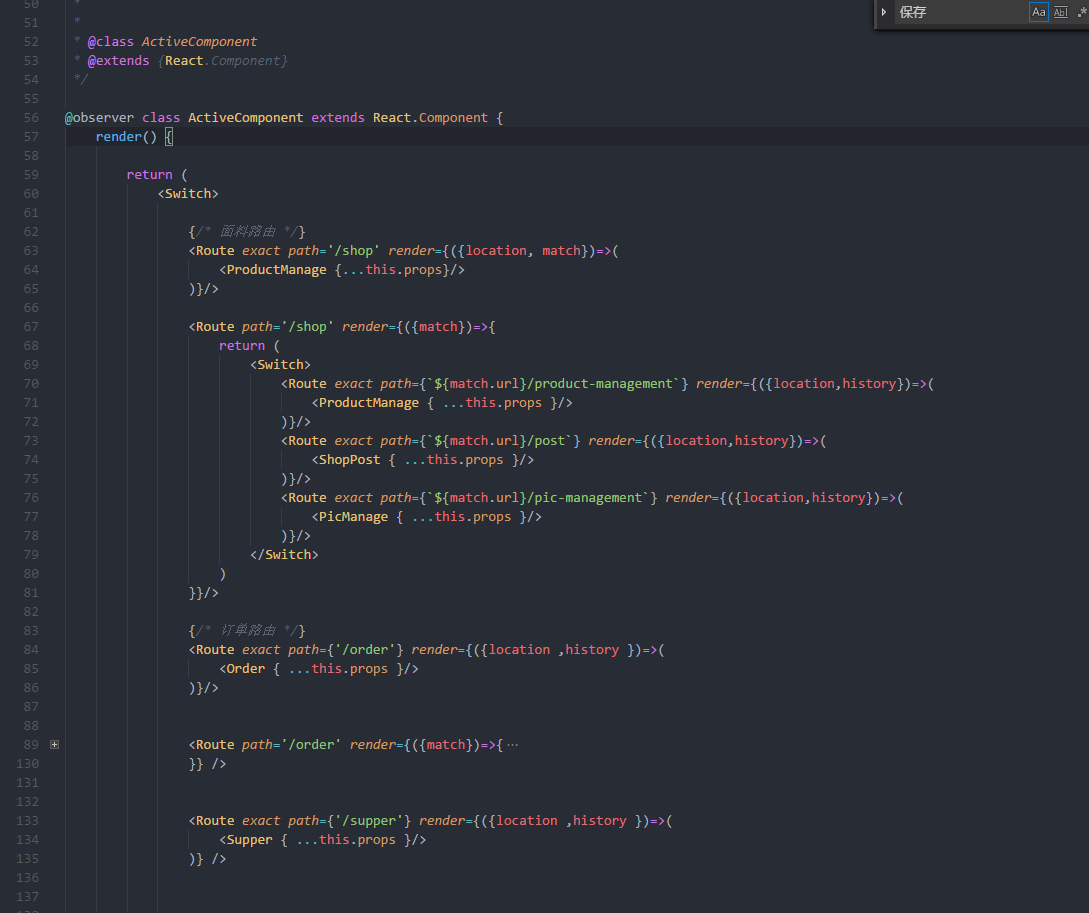 保存
Aa
Abl
.*
50 *
51 *
52 * @class ActiveComponent
53 * @extends {React.Component}
54 */
55
56 @observer class ActiveComponent extends React.Component {
57 render() {
58
59 return (
60 <Switch>
61
62 {/* 面料路由 */}
63 <Route exact path='/shop' render={({location, match})=>(
64 <ProductManage {...this.props}/>
65 )}/>
66
67 <Route path='/shop' render={({match})=>{
68 return (
69 <Switch>
70 <Route exact path={`${match.url}/product-management`} render={({location,history})=>(
71 <ProductManage { ...this.props }/>
72 )}/>
73 <Route exact path={`${match.url}/post`} render={({location,history})=>(
74 <ShopPost { ...this.props }/>
75 )}/>
76 <Route exact path={`${match.url}/pic-management`} render={({location,history})=>(
77 <PicManage { ...this.props }/>
78 )}/>
79 </Switch>
80 )
81 }}/>
82
83 {/* 订单路由 */}
84 <Route exact path={'/order'} render={({location ,history })=>(
85 <Order { ...this.props }/>
86 )}/>
87
88
89 <Route path='/order' render={({match})=>{ ...
130 }} />
131
132
133 <Route exact path={'/supper'} render={({location ,history })=>(
134 <Supper { ...this.props }/>
135 )} />
136
137